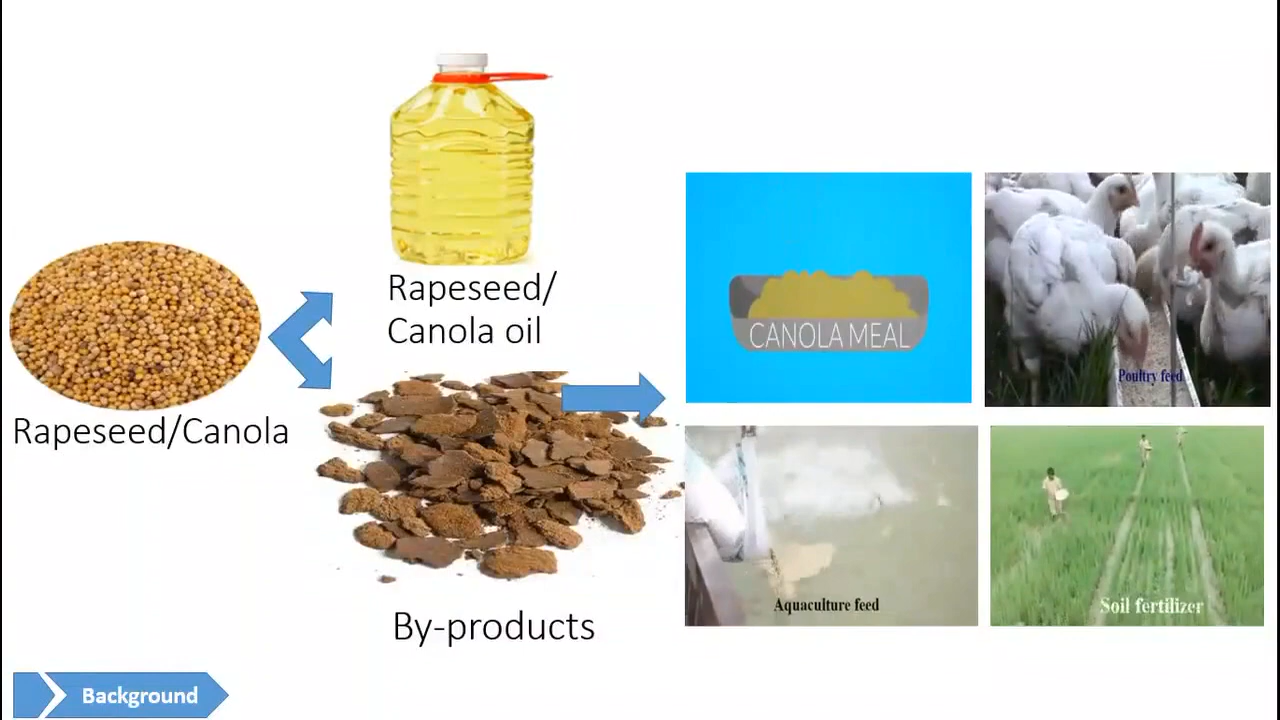 Rapeseed/
Canola oil
Rapeseed/Canola
By-products
CANOLA MEAL
Poultry feed
Aquaculture feed
Soil fertilizer
Background